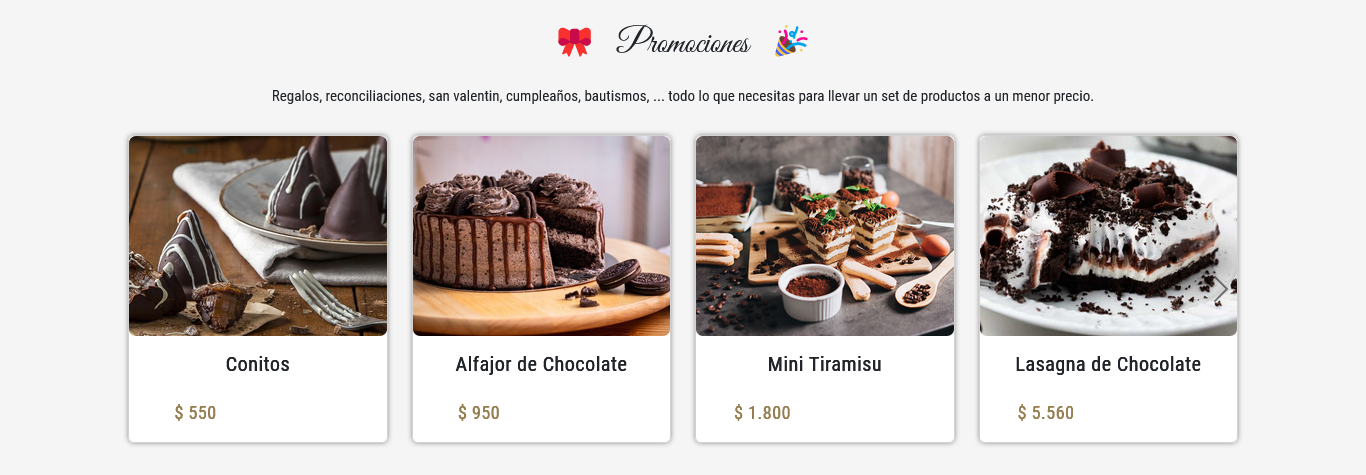 Promociones
Regalos, reconciliaciones, san valentin, cumpleaños, bautismos, ... todo lo que necesitas para llevar un set de productos a un menor precio.
Conitos
Alfajor de Chocolate
Mini Tiramisu
Lasagna de Chocolate
$ 550
$ 950
$ 1.800
$ 5.560